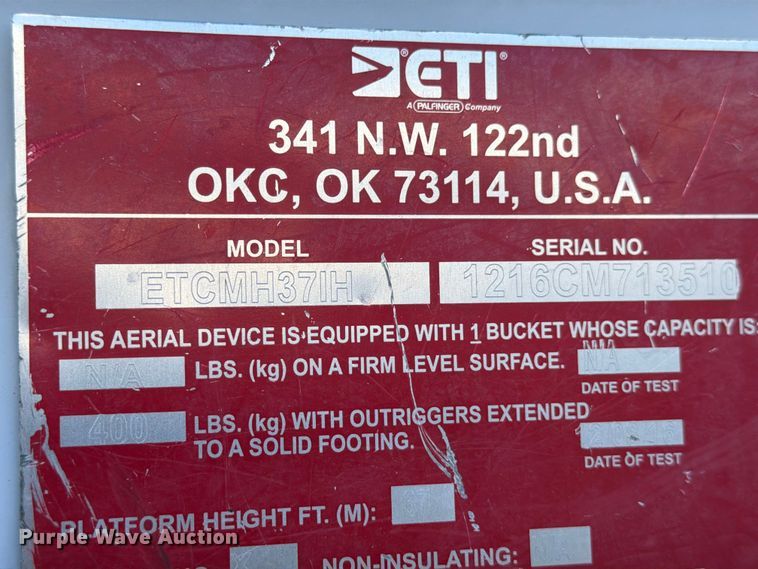 ETI®
A PALFINGER Company
341 N.W. 122nd
OKC, OK 73114, U.S.A.
MODEL SERIAL NO.
ETCMH37IH 1216CM713510
THIS AERIAL DEVICE IS EQUIPPED WITH 1 BUCKET WHOSE CAPACITY IS:
N/A LBS. (kg) ON A FIRM LEVEL SURFACE. N/A
DATE OF TEST
400 LBS. (kg) WITH OUTRIGGERS EXTENDED
TO A SOLID FOOTING.
DATE OF TEST
PLATFORM HEIGHT FT. (M):
NON-INSULATING:
Purple Wave Auction